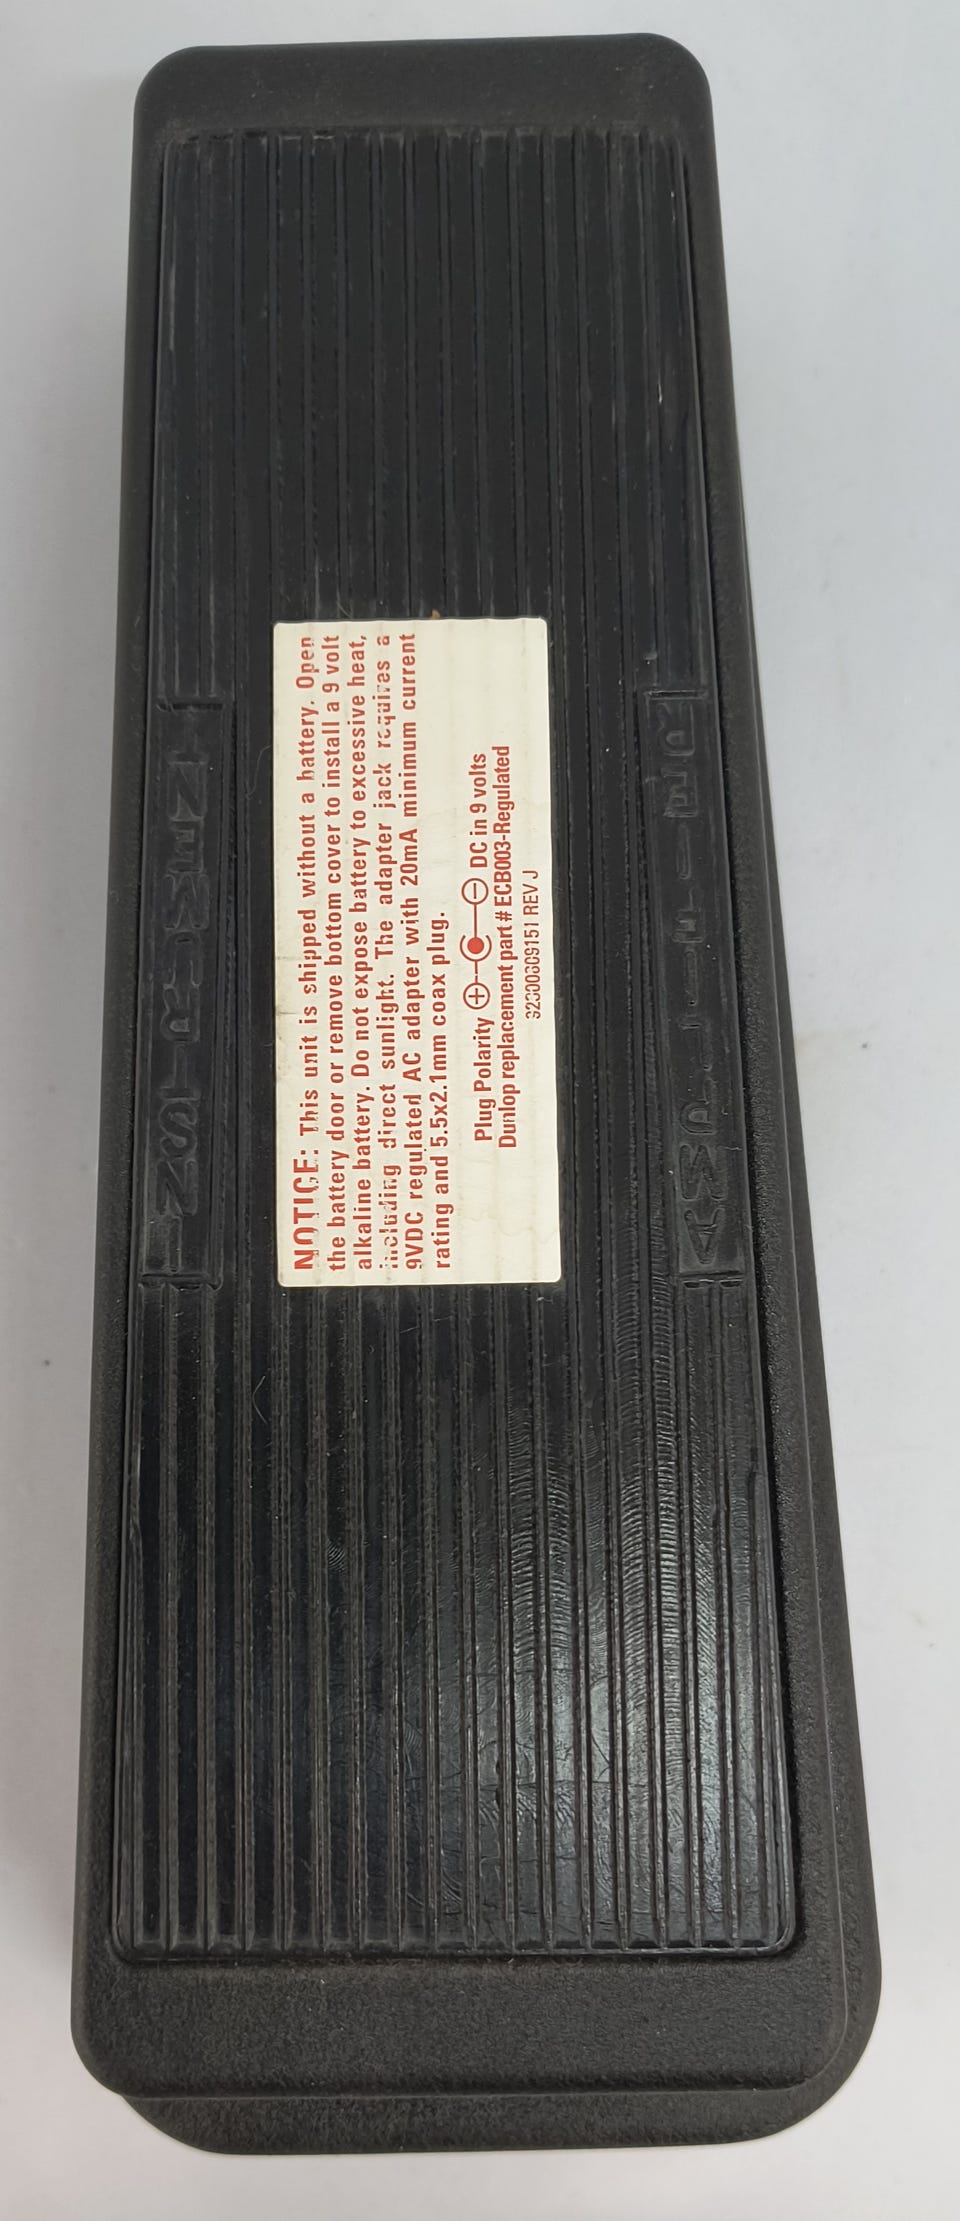 INSTRUMENT
NOTICE: This unit is shipped without a battery. Open
the battery door or remove bottom cover to install a 9 volt
alkaline battery. Do not expose battery to excessive heat,
including direct sunlight. The adapter jack requires a
9VDC regulated AC adapter with 20mA minimum current
rating and 5.5x2.1mm coax plug.
Plug Polarity + - DC in 9 volts
Dunlop replacement part # ECB003-Regulated
REV J
AMPLIFIER